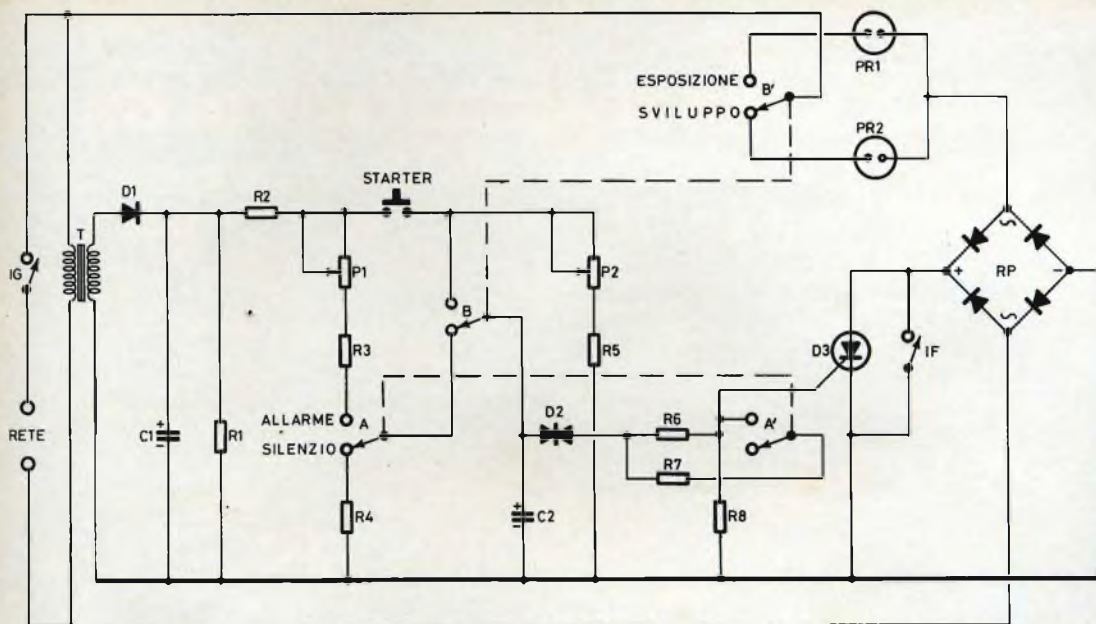 PR1
ESPOSIZIONE
B'
SVILUPPO
PR2
STARTER
D1
R2
T
IG
P1
P2
B
+
RP
-
R3
R5
D3
IF
ALLARME
A
D2
R6
A'
RETE
C1
+
-
R1
SILENZIO
R7
R4
+
-
C2
R8